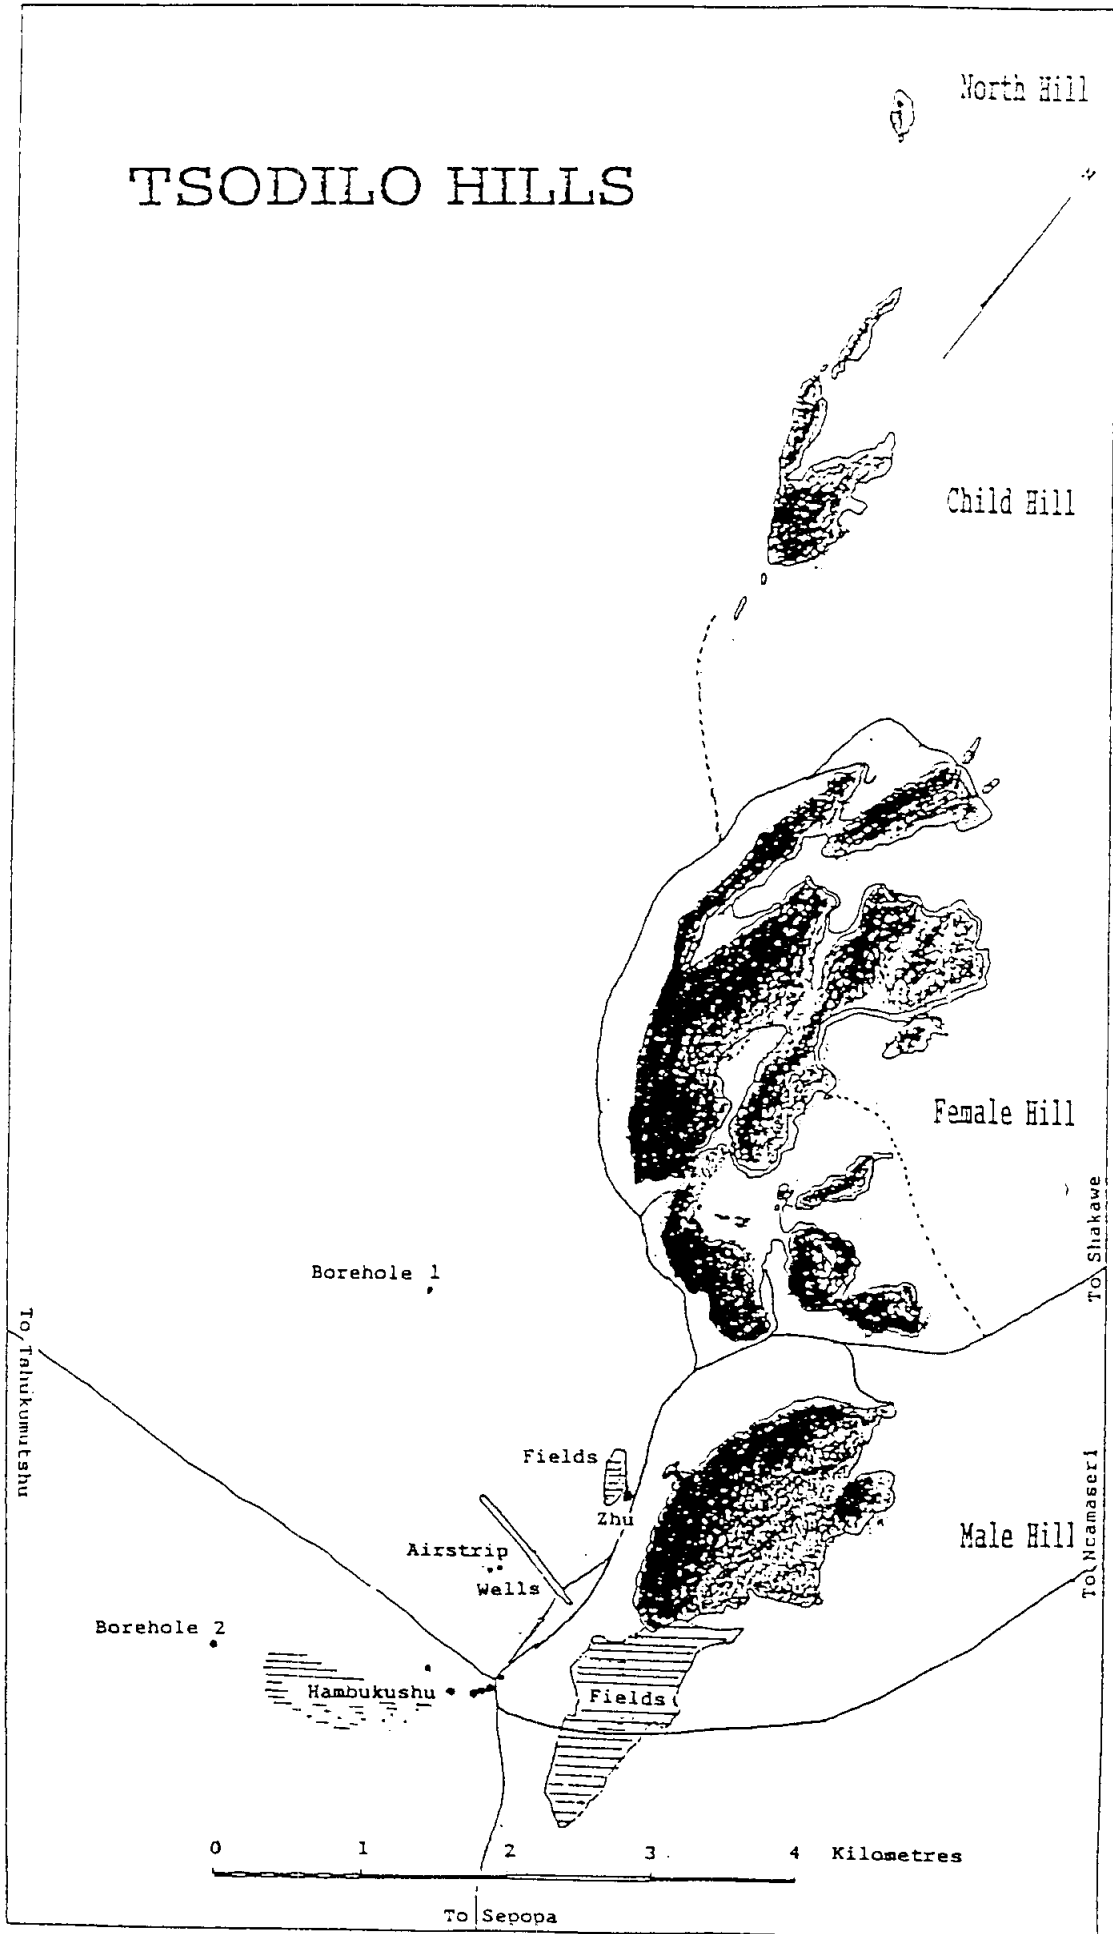 North Hill
TSODILO HILLS
N
Child Hill
Female Hill
To Shakawe
Borehole 1
To Tshukumutshu
Fields
Zhu
Male Hill
To Ncamaseri
Airstrip
Wells
Borehole 2
Hambukushu
Fields
0 1 2 3 4 Kilometres
To Sepopa